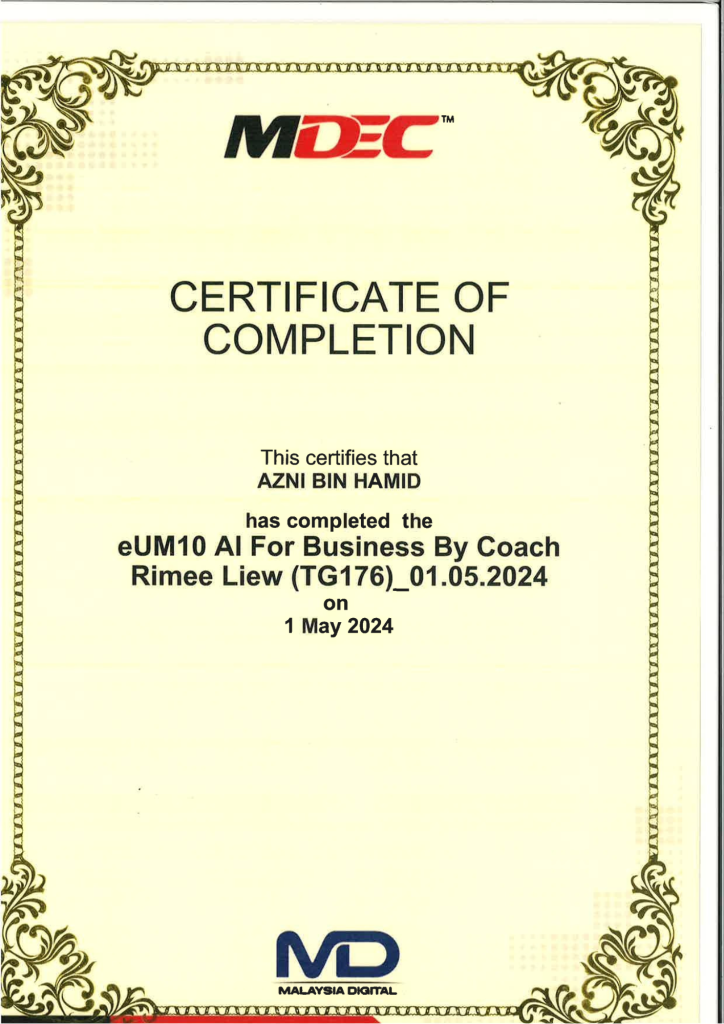 MDEC™
CERTIFICATE OF
COMPLETION
This certifies that
AZNI BIN HAMID
has completed the
eUM10 AI For Business By Coach
Rimee Liew (TG176)_01.05.2024
on
1 May 2024
MD
MALAYSIA DIGITAL